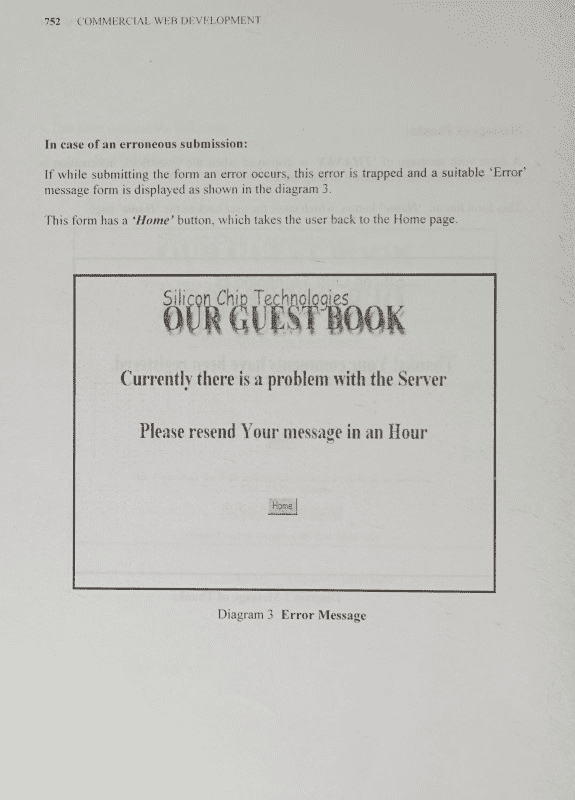 752 COMMERCIAL WEB DEVELOPMENT
In case of an erroneous submission:
If while submitting the form an error occurs, this error is trapped and a suitable ‘Error’
message form is displayed as shown in the diagram 3.
This form has a ‘Home’ button, which takes the user back to the Home page.
Silicon Chip Technologies
OUR GUEST BOOK
Currently there is a problem with the Server
Please resend Your message in an Hour
Home
Diagram 3 Error Message